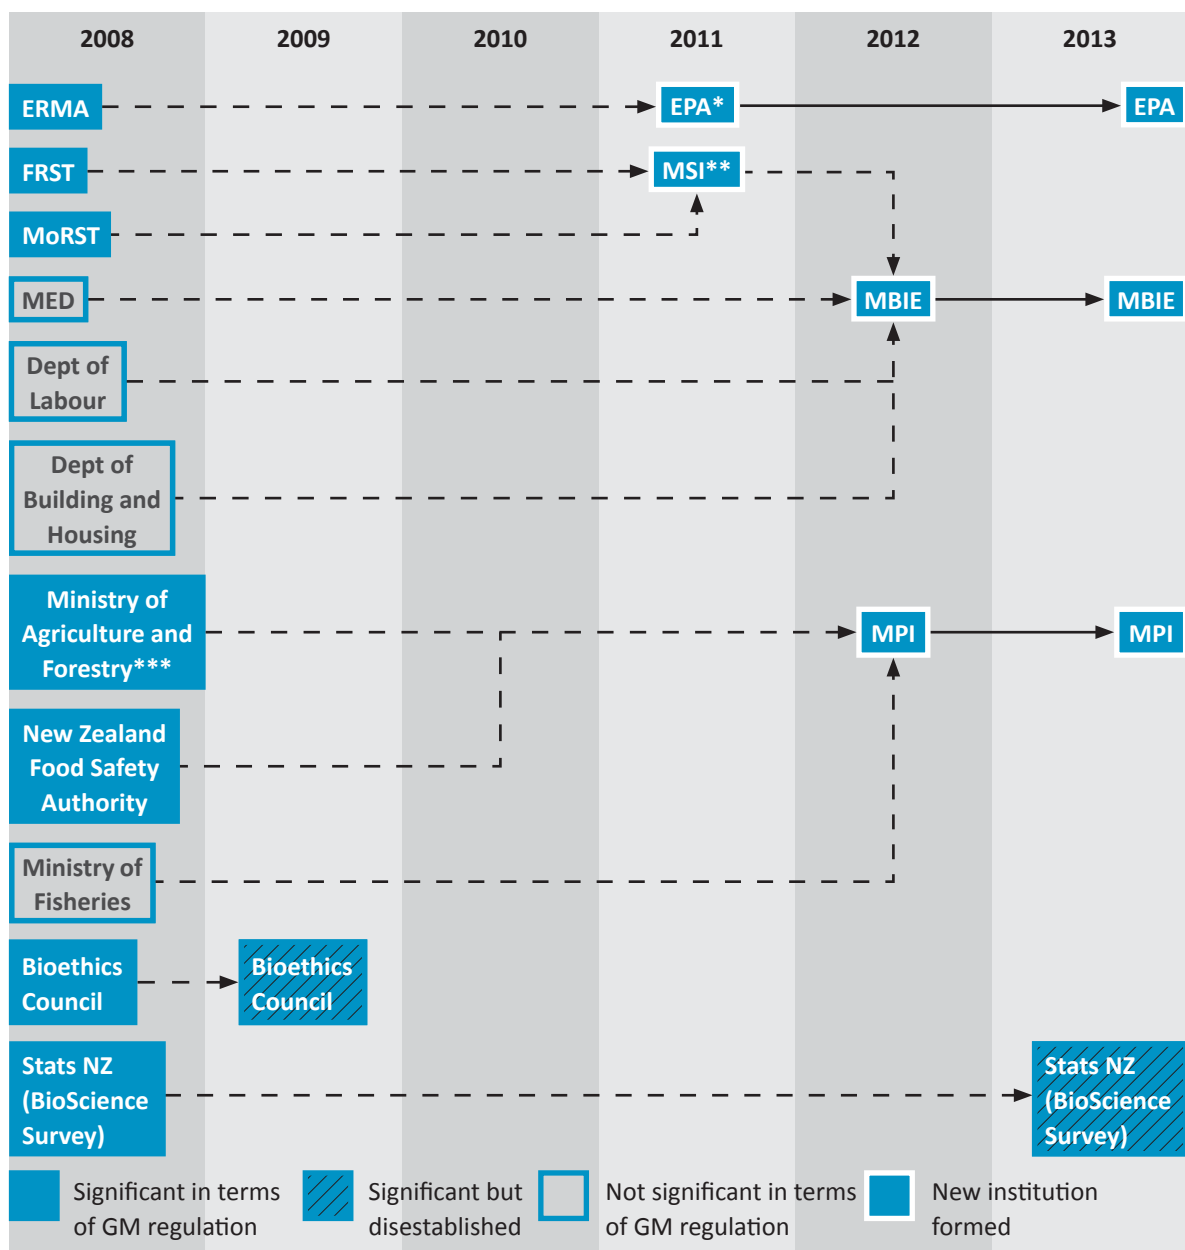 2008 2009 2010 2011 2012 2013
ERMA EPA* EPA
FRST MSI**
MoRST
MED MBIE MBIE
Dept of
Labour
Dept of
Building and
Housing
Ministry of
Agriculture and
Forestry***
MPI MPI
New Zealand
Food Safety
Authority
Ministry of
Fisheries
Bioethics
Council
Bioethics
Council
Stats NZ
(BioScience
Survey)
Stats NZ
(BioScience
Survey)
Significant in terms
of GM regulation
Significant but
disestablished
Not significant in terms
of GM regulation
New institution
formed